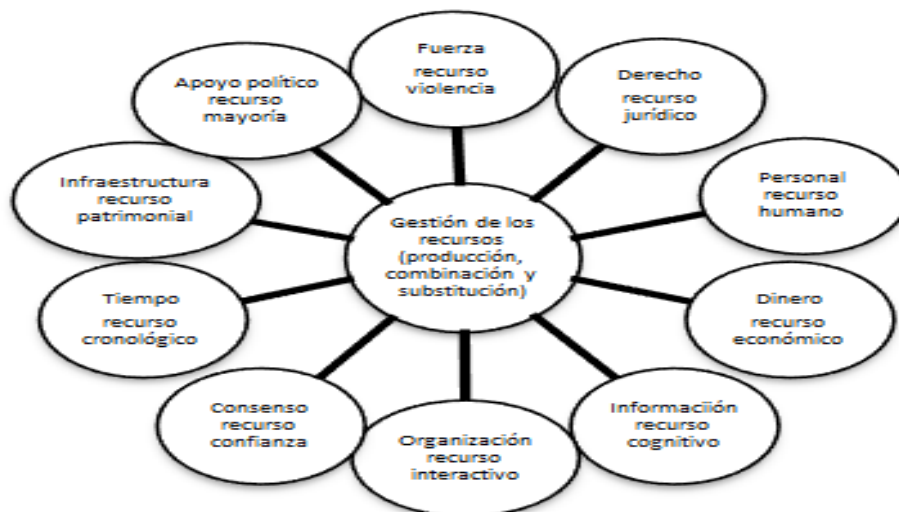 Fuerza
recurso
violencia
Derecho
recurso
jurídico
Personal
recurso
humano
Dinero
recurso
económico
Informaciión
recurso
cognitivo
Organización
recurso
interactivo
Consenso
recurso
confianza
Tiempo
recurso
cronológico
Infraestructura
recurso
patrimonial
Apoyo político
recurso
mayoría
Gestión de los
recursos
(producción,
combinación y
substitución)